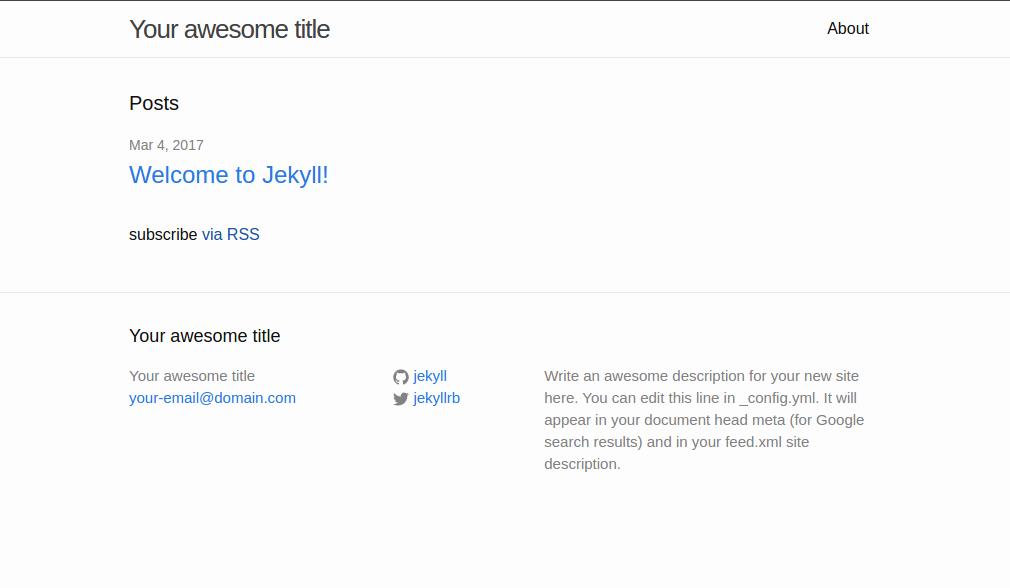 Your awesome title
About
Posts
Mar 4, 2017
Welcome to Jekyll!
subscribe via RSS
Your awesome title
Your awesome title
your-email@domain.com
jekyll
jekyllrb
Write an awesome description for your new site
here. You can edit this line in _config.yml. It will
appear in your document head meta (for Google
search results) and in your feed.xml site
description.